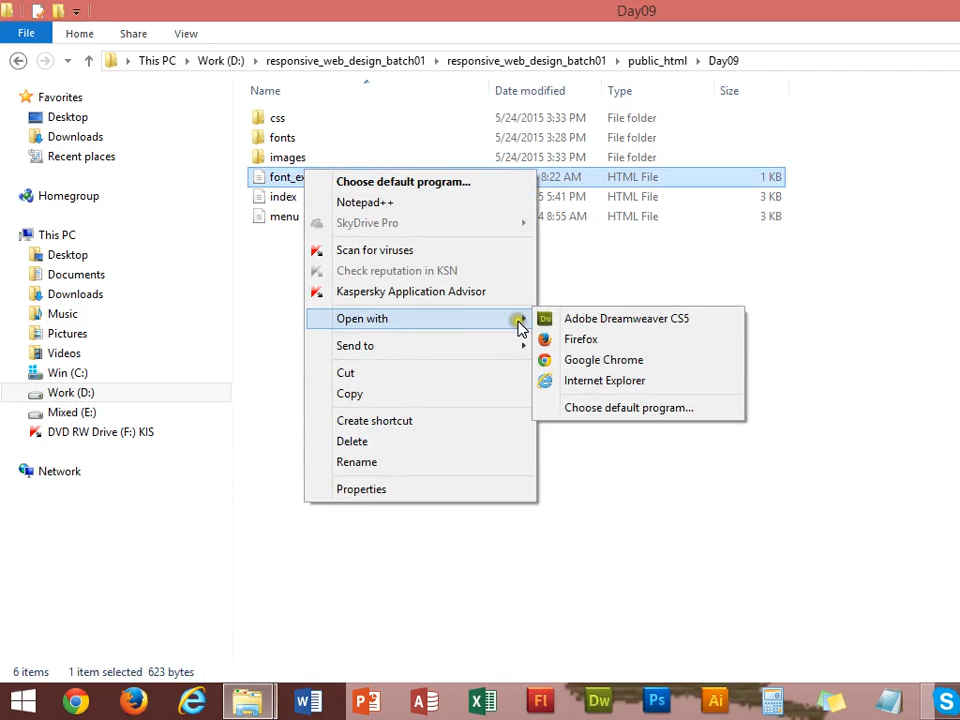 Day09
File Home Share View
This PC Work (D:) responsive_web_design_batch01 responsive_web_design_batch01 public_html Day09
Name Date modified Type Size
Favorites
Desktop
Downloads
Recent places
Homegroup
This PC
Desktop
Documents
Downloads
Music
Pictures
Videos
Win (C:)
Work (D:)
Mixed (E:)
DVD RW Drive (F:) KIS
Network
css 5/24/2015 3:33 PM File folder
fonts 5/24/2015 3:28 PM File folder
images 5/24/2015 3:33 PM File folder
font_ex 8:22 AM HTML File 1 KB
index 5 5:41 PM HTML File 3 KB
menu 4 8:55 AM HTML File 3 KB
Choose default program...
Notepad++
SkyDrive Pro
Scan for viruses
Check reputation in KSN
Kaspersky Application Advisor
Open with
Send to
Cut
Copy
Create shortcut
Delete
Rename
Properties
Dw Adobe Dreamweaver CS5
Firefox
Google Chrome
Internet Explorer
Choose default program...
6 items 1 item selected 623 bytes
Fl Dw Ps Ai